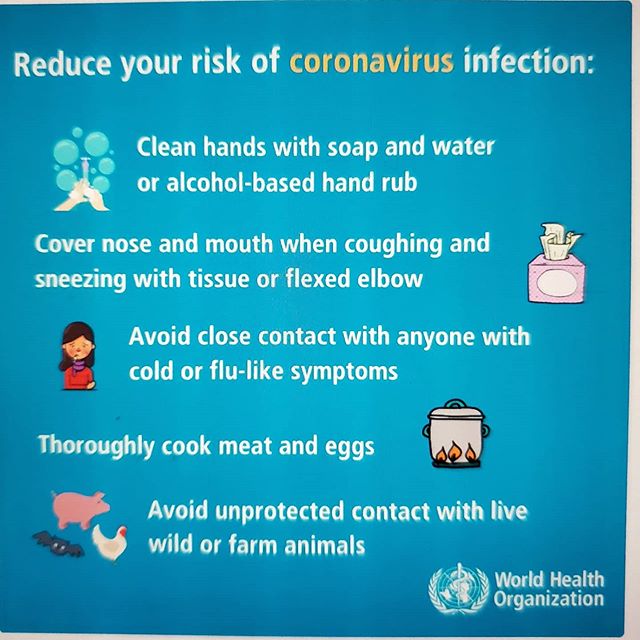 Reduce your risk of coronavirus infection:
Clean hands with soap and water
or alcohol-based hand rub
Cover nose and mouth when coughing and
sneezing with tissue or flexed elbow
Avoid close contact with anyone with
cold or flu-like symptoms
Thoroughly cook meat and eggs
Avoid unprotected contact with live
wild or farm animals
World Health
Organization